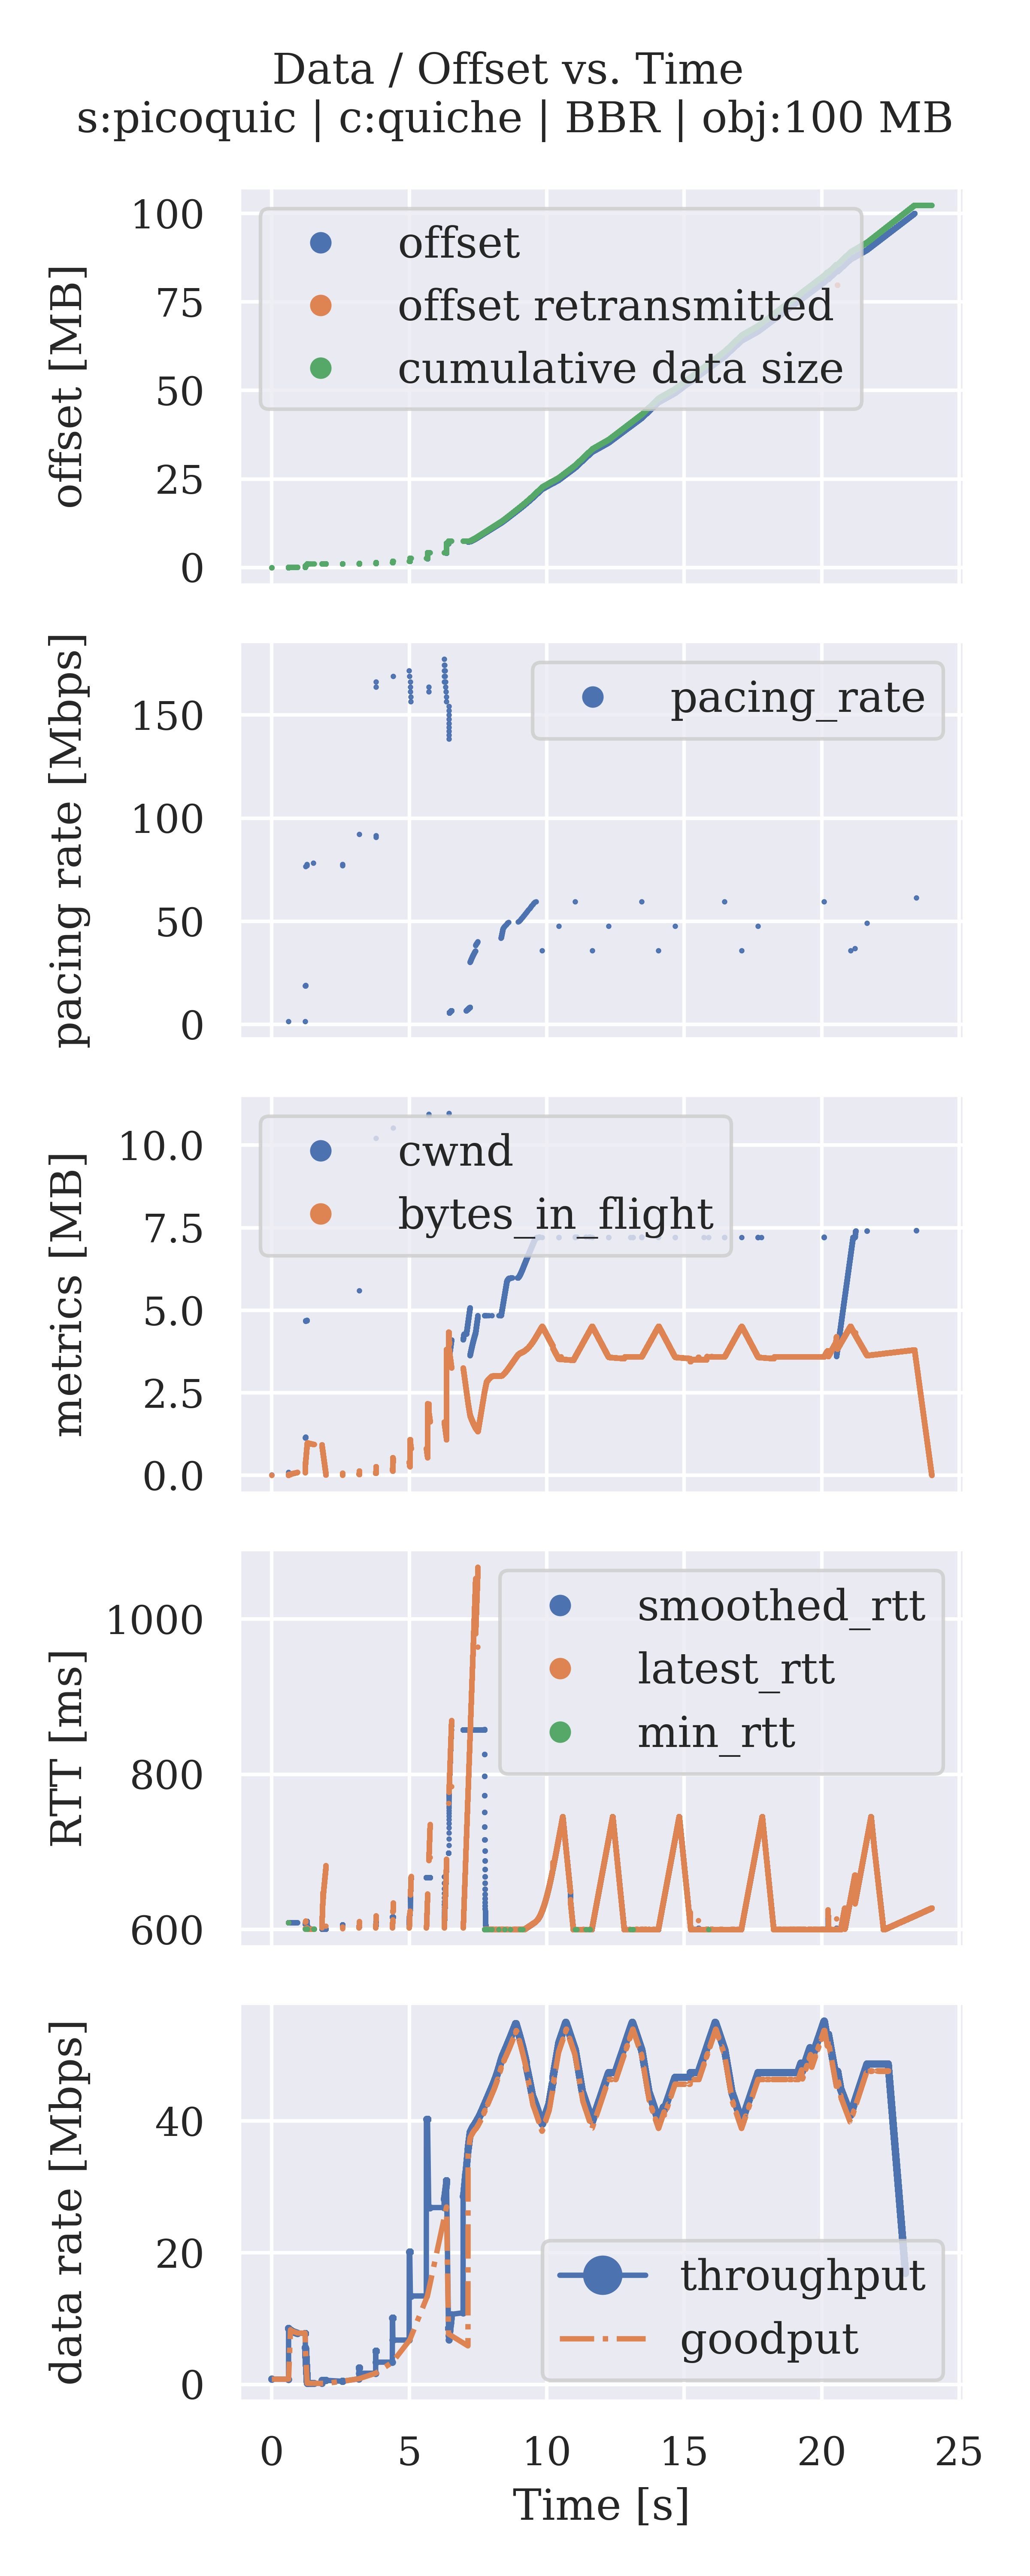 Data / Offset vs. Time
s:picoquic | c:quiche | BBR | obj:100 MB
offset [MB]
100
75
50
25
0
offset
offset retransmitted
cumulative data size
pacing rate [Mbps]
150
100
50
0
pacing_rate
metrics [MB]
10.0
7.5
5.0
2.5
0.0
cwnd
bytes_in_flight
RTT [ms]
1000
800
600
smoothed_rtt
latest_rtt
min_rtt
data rate [Mbps]
40
20
0
throughput
goodput
0 5 10 15 20 25
Time [s]